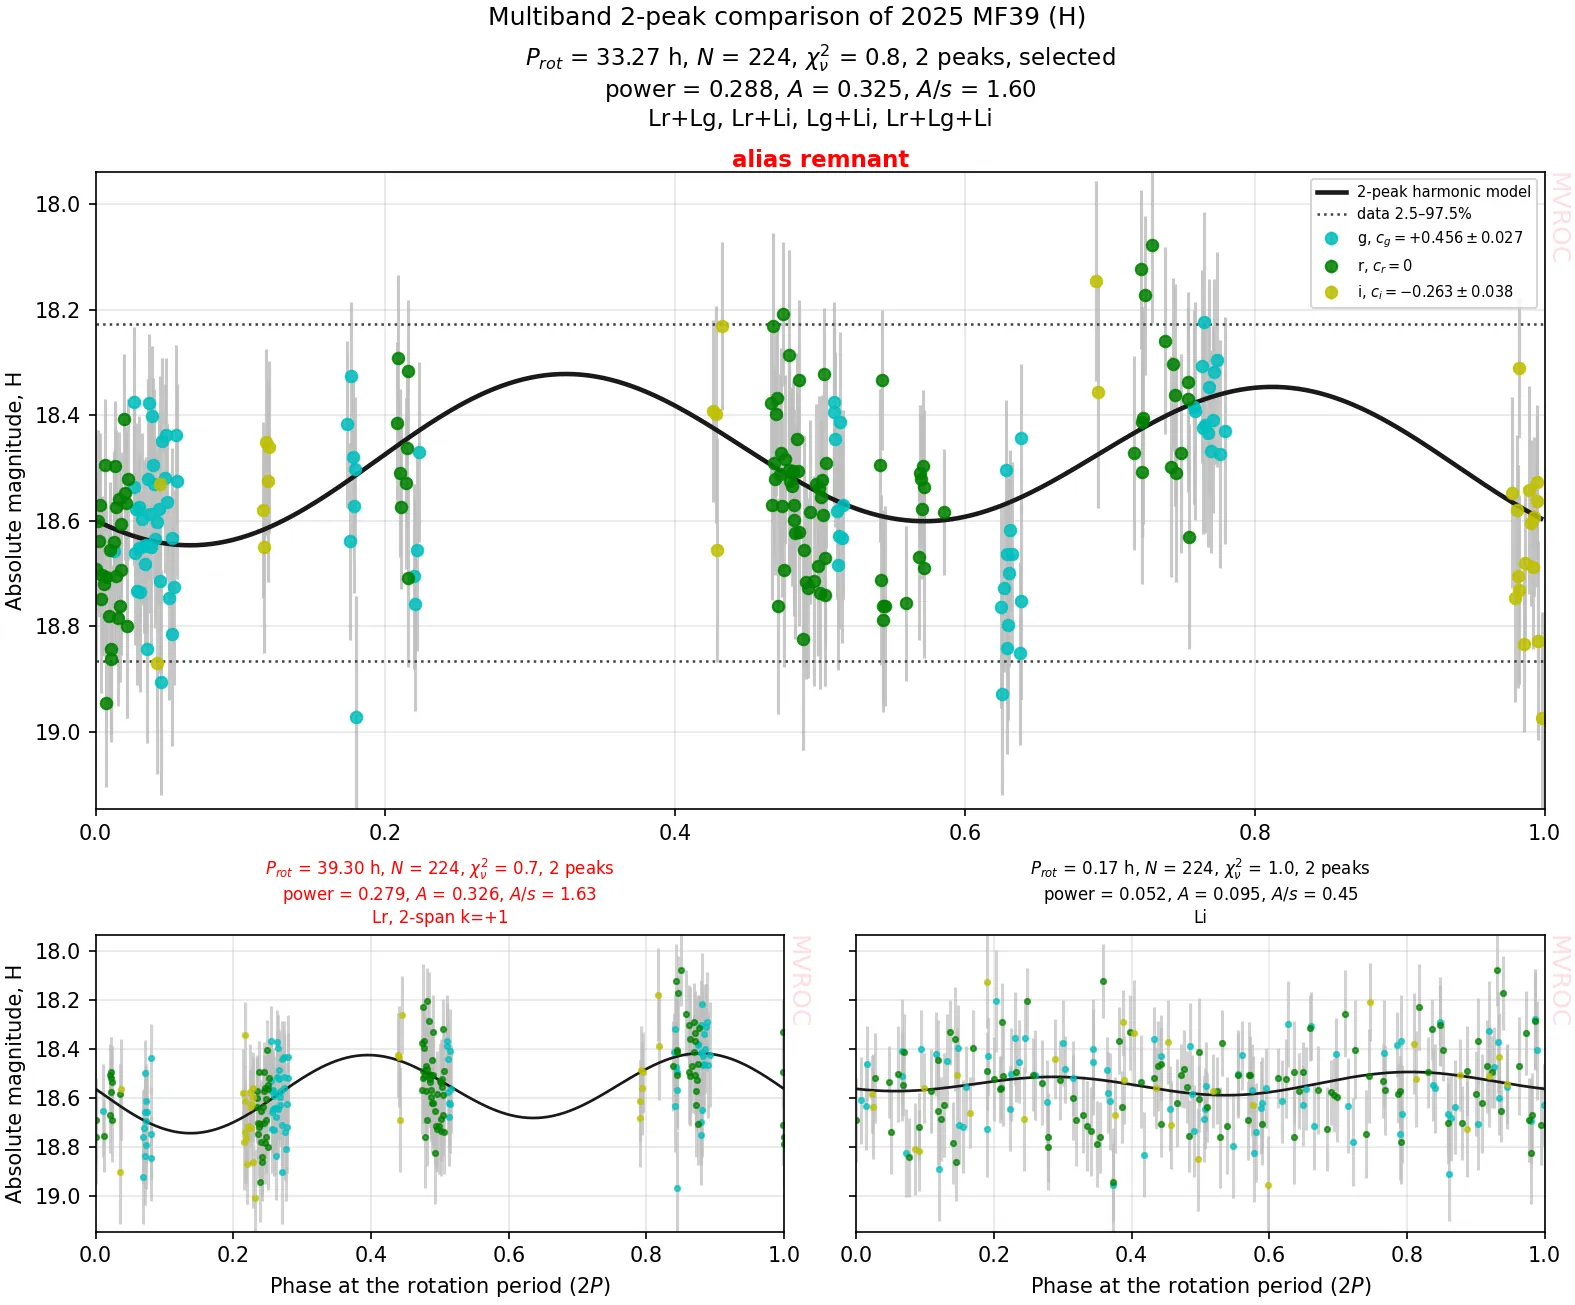 Multiband 2-peak comparison of 2025 MF39 (H)
P_rot = 33.27 h, N = 224, χ²_ν = 0.8, 2 peaks, selected
power = 0.288, A = 0.325, A/s = 1.60
Lr+Lg, Lr+Li, Lg+Li, Lr+Lg+Li
alias remnant
MVROC
2-peak harmonic model
data 2.5–97.5%
g, c_g = +0.456 ± 0.027
r, c_r = 0
i, c_i = −0.263 ± 0.038
Absolute magnitude, H
18.0
18.2
18.4
18.6
18.8
19.0
0.0 0.2 0.4 0.6 0.8 1.0
P_rot = 39.30 h, N = 224, χ²_ν = 0.7, 2 peaks
power = 0.279, A = 0.326, A/s = 1.63
Lr, 2-span k=+1
MVROC
Absolute magnitude, H
18.0
18.2
18.4
18.6
18.8
19.0
0.0 0.2 0.4 0.6 0.8 1.0
Phase at the rotation period (2P)
P_rot = 0.17 h, N = 224, χ²_ν = 1.0, 2 peaks
power = 0.052, A = 0.095, A/s = 0.45
Li
MVROC
0.0 0.2 0.4 0.6 0.8 1.0
Phase at the rotation period (2P)